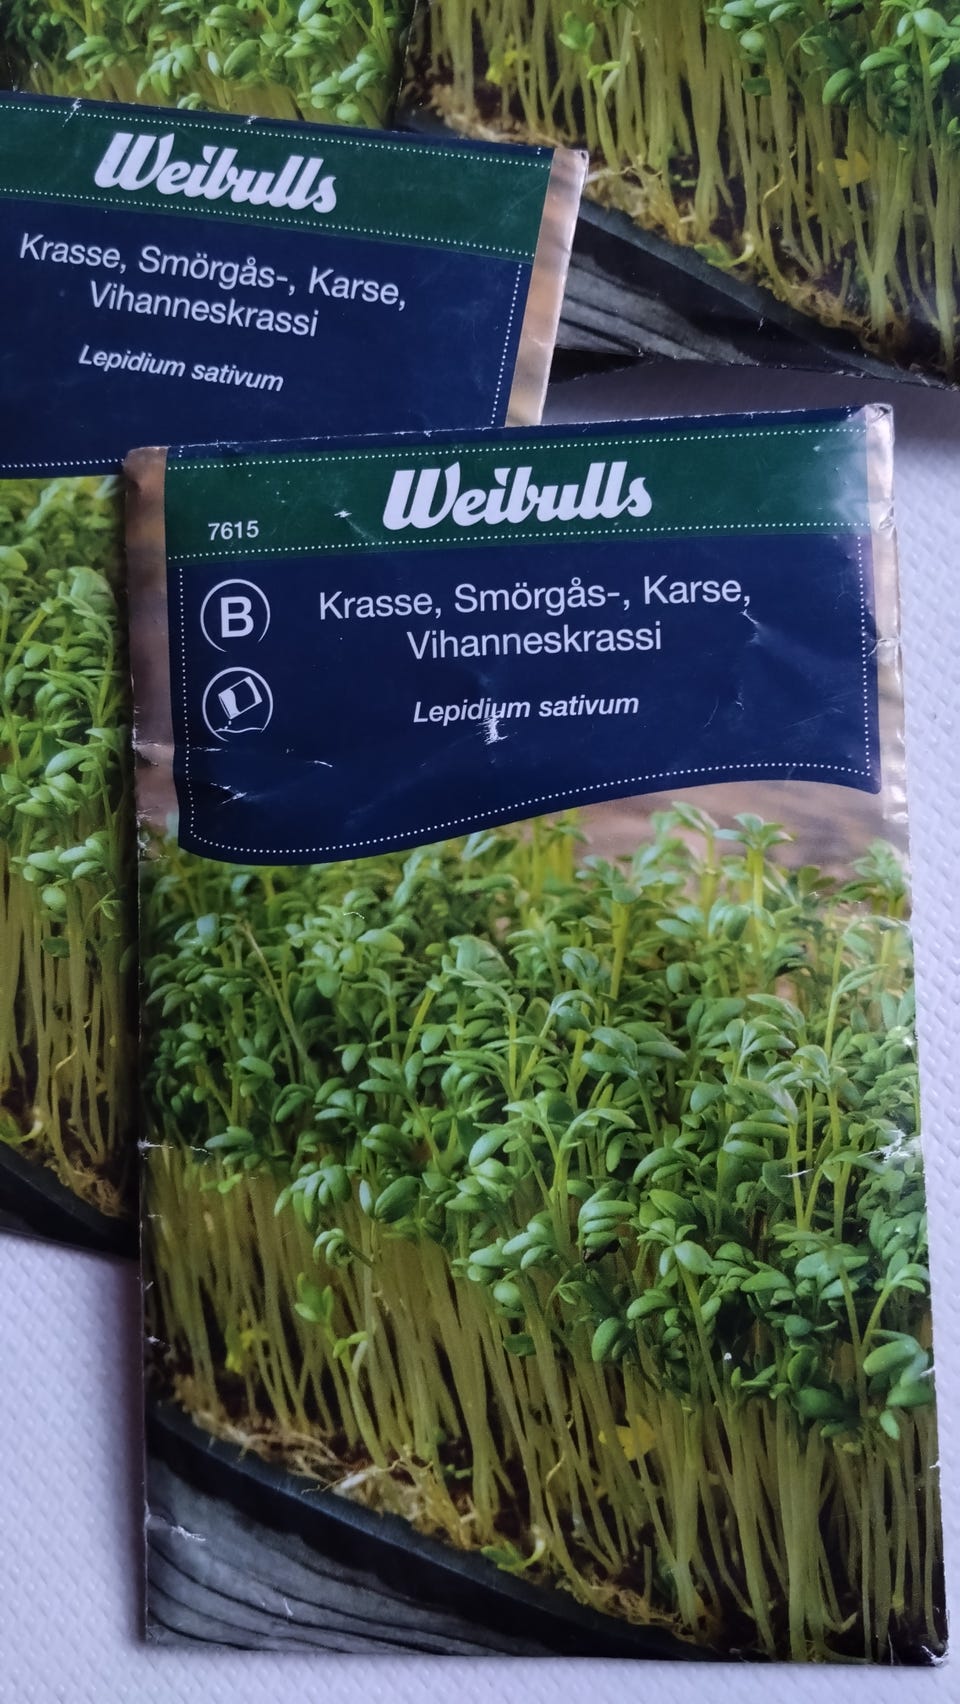 Weibulls
Krasse, Smörgås-, Karse,
Vihanneskrassi
Lepidium sativum
Weibulls
7615
B
Krasse, Smörgås-, Karse,
Vihanneskrassi
Lepidium sativum